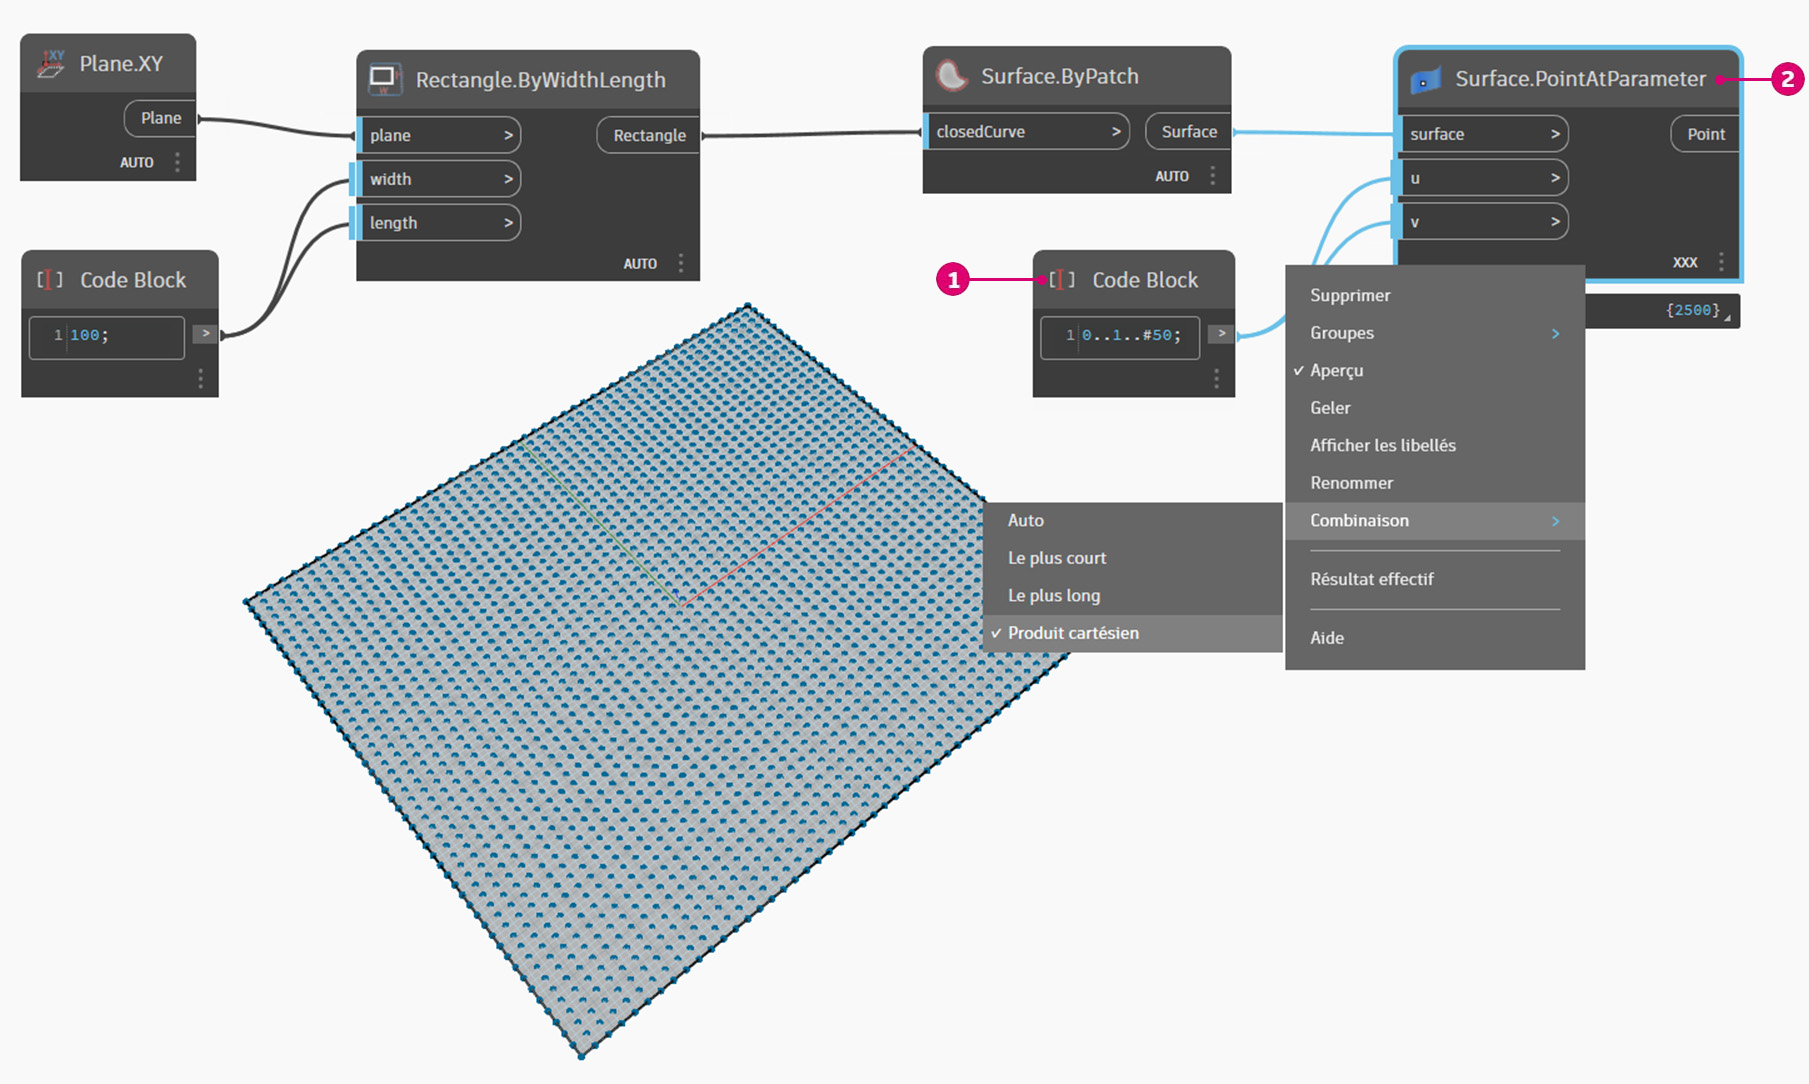 Plane.XY
Plane
AUTO
Rectangle.ByWidthLength
plane >
Rectangle
width >
length >
AUTO
Surface.ByPatch
closedCurve >
Surface
AUTO
Surface.PointAtParameter
2
surface >
Point
u >
v >
XXX
{2500}
Code Block
1 100;
>
1
Code Block
1 0..1..#50;
>
Supprimer
Groupes >
✓ Aperçu
Geler
Afficher les libellés
Renommer
Combinaison >
Résultat effectif
Aide
Auto
Le plus court
Le plus long
✓ Produit cartésien